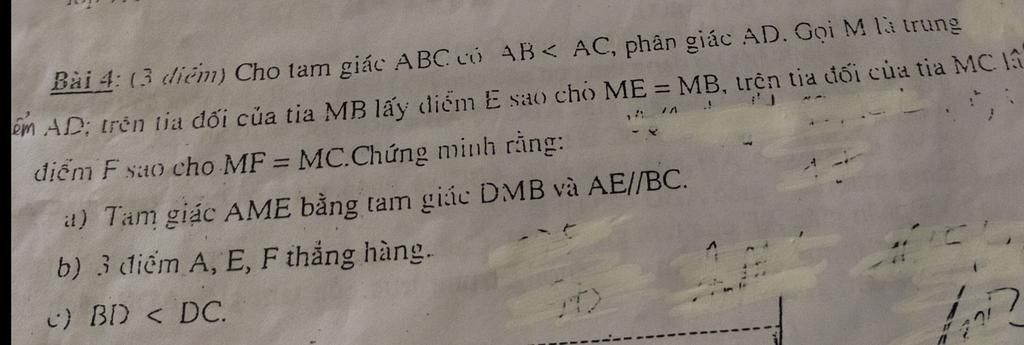 Bài 4: (3 điểm) Cho tam giác ABC có AB < AC, phân giác AD. Gọi M là trung
điểm AD; trên tia đối của tia MB lấy điểm E sao cho ME = MB, trên tia đối của tia MC lấ
điểm F sao cho MF = MC.Chứng minh rằng:
a) Tam giác AME bằng tam giác DMB và AE//BC.
b) 3 điểm A, E, F thẳng hàng.
c) BD < DC.